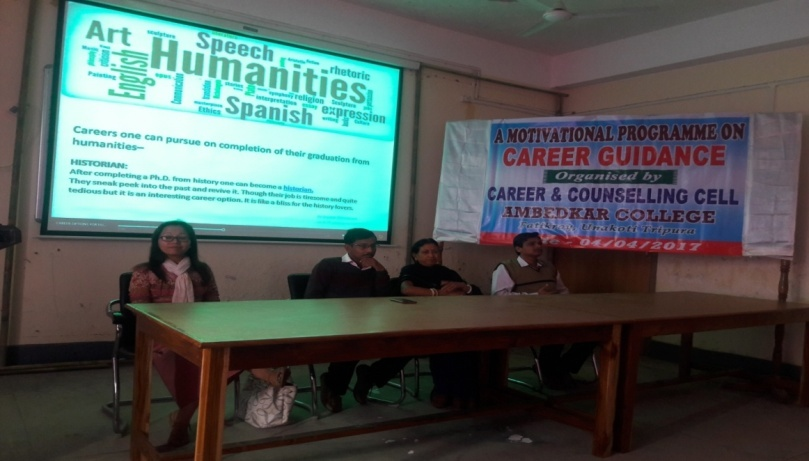 Art
sculpture
Speech
rhetoric
Humanities
English
Painting
Communication
religion
Sculpture
interpretation
Spanish
expression
Ethics
Careers one can pursue on completion of their graduation from
humanities—
HISTORIAN:
After completing a Ph.D. from history one can become a historian.
They sneak peek into the past and revive it. Though their job is tiresome and quite
tedious but it is an interesting career option. It is like a bliss for the history lovers.
A MOTIVATIONAL PROGRAMME ON
CAREER GUIDANCE
Organised by
CAREER & COUNSELLING CELL
AMBEDKAR COLLEGE
Unakoti Tripura
- 04/04/2017